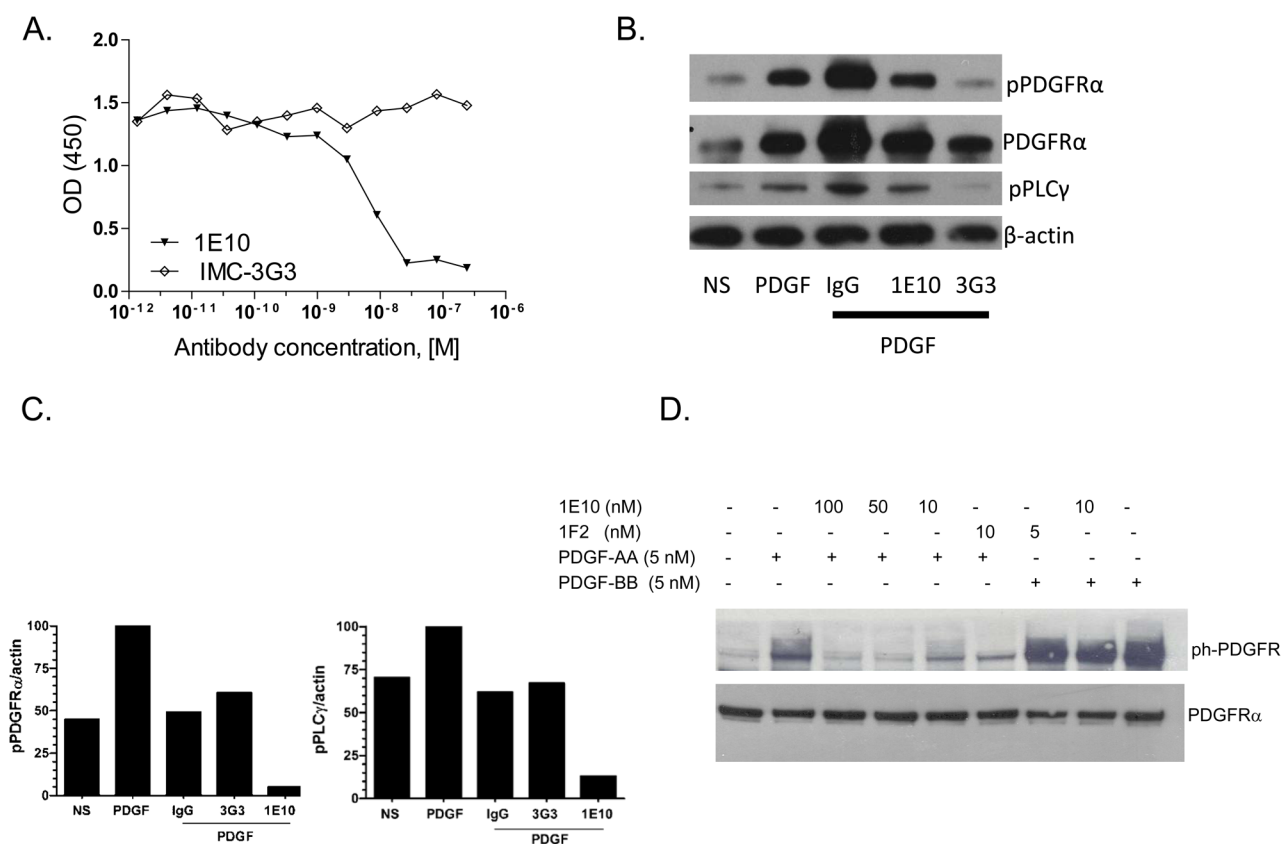 A.
2.0
1.5
1.0
0.5
0.0
OD (450)
1E10
IMC-3G3
10-12 10-11 10-10 10-9 10-8 10-7 10-6
Antibody concentration, [M]
B.
pPDGFRα
PDGFRα
pPLCγ
β-actin
NS PDGF IgG 1E10 3G3
PDGF
C.
100
75
50
25
0
pPDGFRα/actin
NS PDGF IgG 3G3 1E10
PDGF
100
75
50
25
0
pPLCγ/actin
NS PDGF IgG 3G3 1E10
PDGF
D.
1E10 (nM) - - 100 50 10 - - 10 -
1F2 (nM) - - - - - 10 5 - -
PDGF-AA (5 nM) - + + + + + - - -
PDGF-BB (5 nM) - - - - - - + + +
ph-PDGFR
PDGFRα